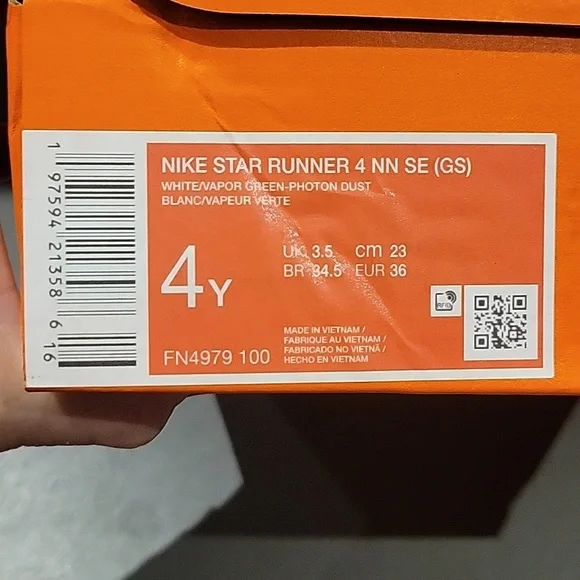 NIKE STAR RUNNER 4 NN SE (GS)
WHITE/VAPOR GREEN-PHOTON DUST
BLANC/VAPEUR VERTE
4Y
UK 3.5 cm 23
BR 34.5 EUR 36
MADE IN VIETNAM /
FABRIQUE AU VIETNAM /
FABRICADO NO VIETNÃ /
HECHO EN VIETNAM
FN4979 100
RFID
1 97594 21358 6 16